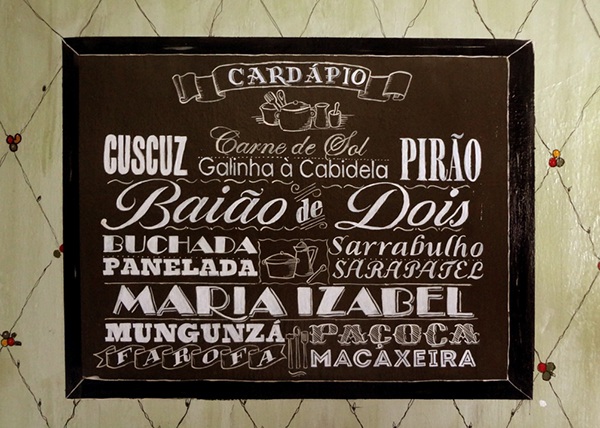 CARDÁPIO
CUSCUZ
Carne de Sol
Galinha à Cabidela
PIRÃO
Baião de Dois
BUCHADA
PANELADA
Sarrabulho
SARAPATEL
MARIA IZABEL
MUNGUNZÁ
PAÇOCA
FAROFA
MACAXEIRA